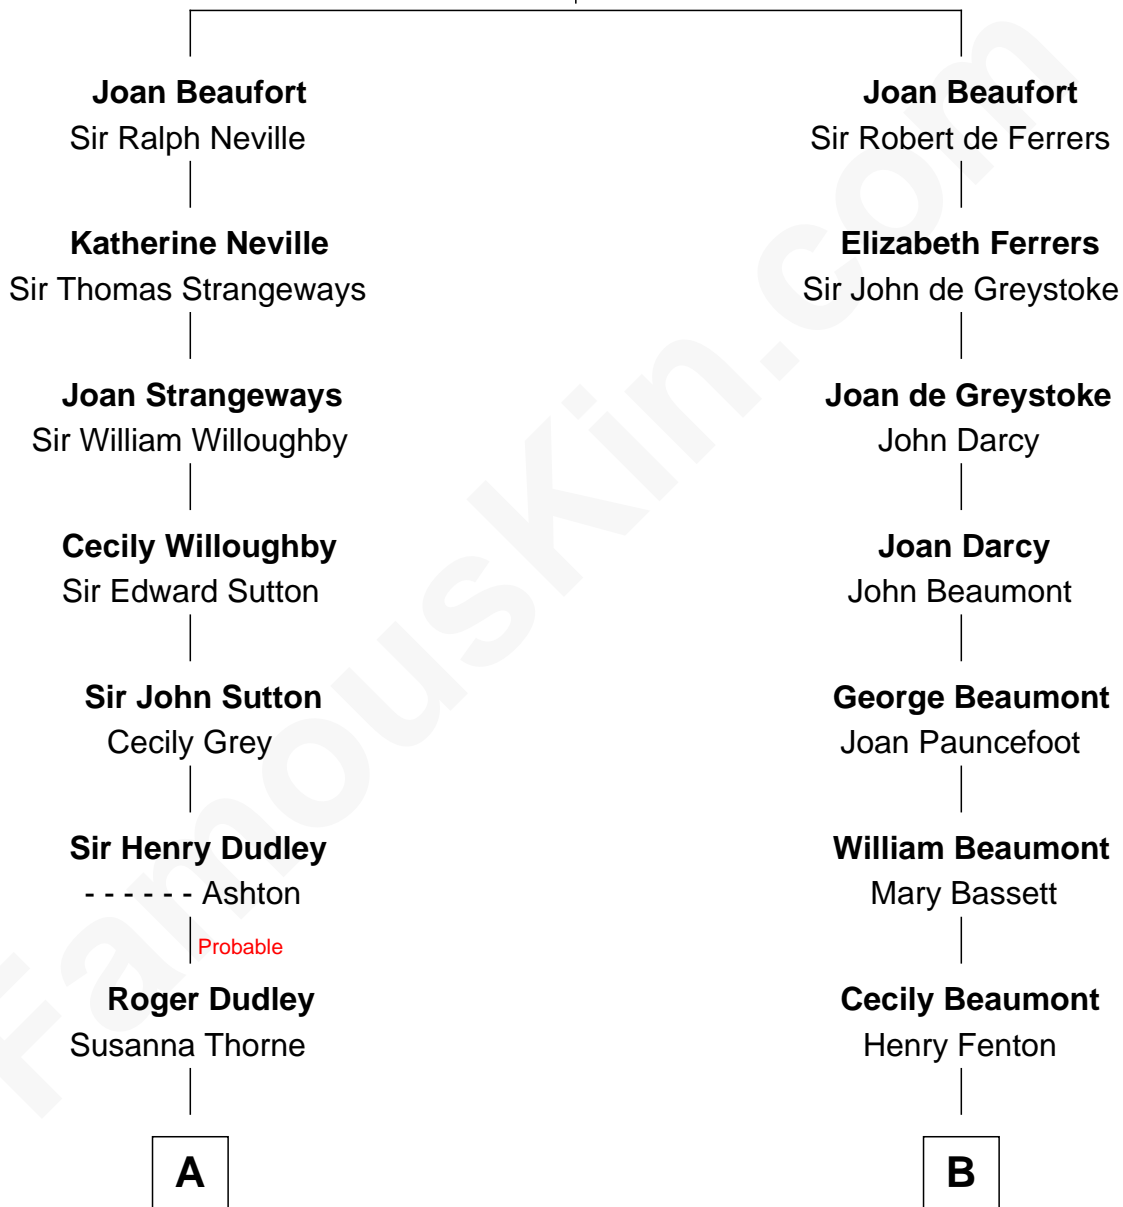 Joan Beaufort
Sir Ralph Neville
Katherine Neville
Sir Thomas Strangeways
Joan Strangeways
Sir William Willoughby
Cecily Willoughby
Sir Edward Sutton
Sir John Sutton
Cecily Grey
Sir Henry Dudley
- - - - - - Ashton
Probable
Roger Dudley
Susanna Thorne
A
Joan Beaufort
Sir Robert de Ferrers
Elizabeth Ferrers
Sir John de Greystoke
Joan de Greystoke
John Darcy
Joan Darcy
John Beaumont
George Beaumont
Joan Pauncefoot
William Beaumont
Mary Bassett
Cecily Beaumont
Henry Fenton
B
FamousKin.com